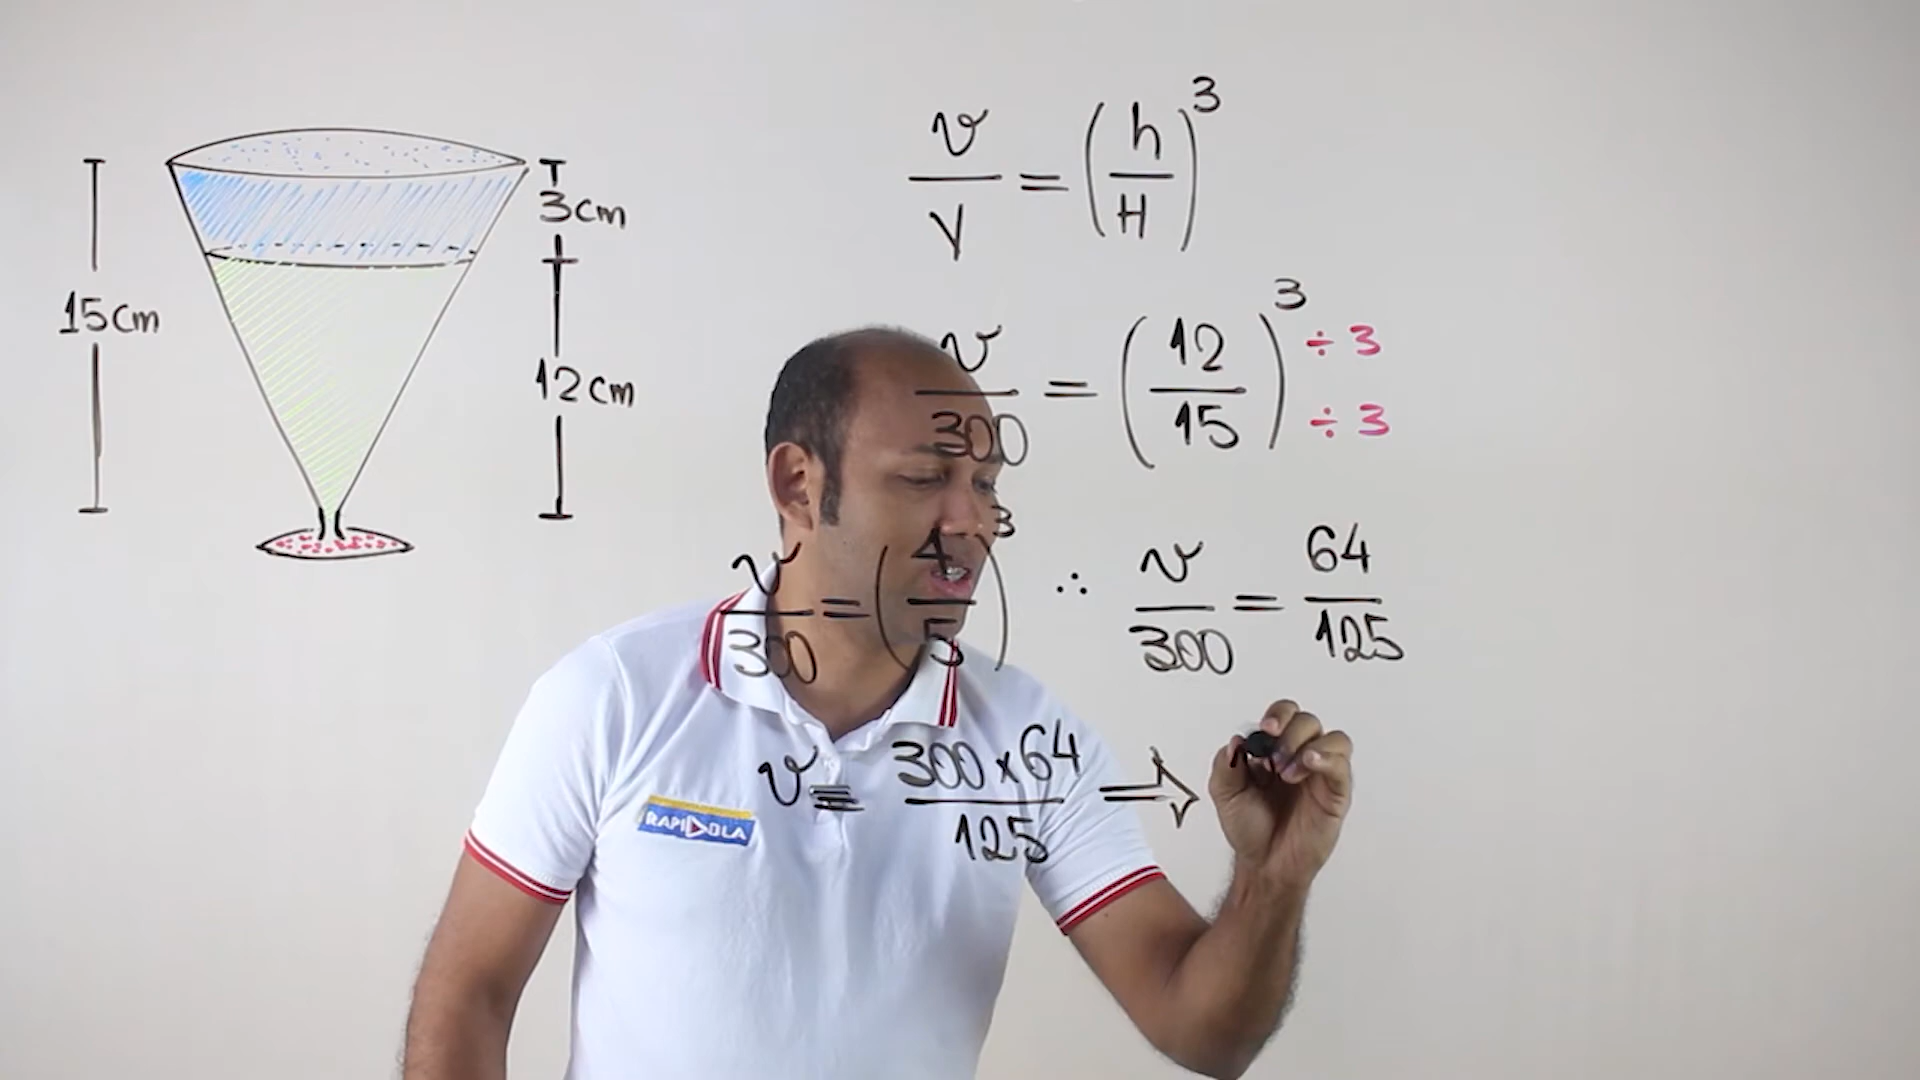 15cm
3cm
12cm
v/V = (h/H)³
v/300 = (12/15)³ ÷3 ÷3
v/300 = (4/5)³ ∴ v/300 = 64/125
v = 300×64/125 ⇒
RAPIDOLA